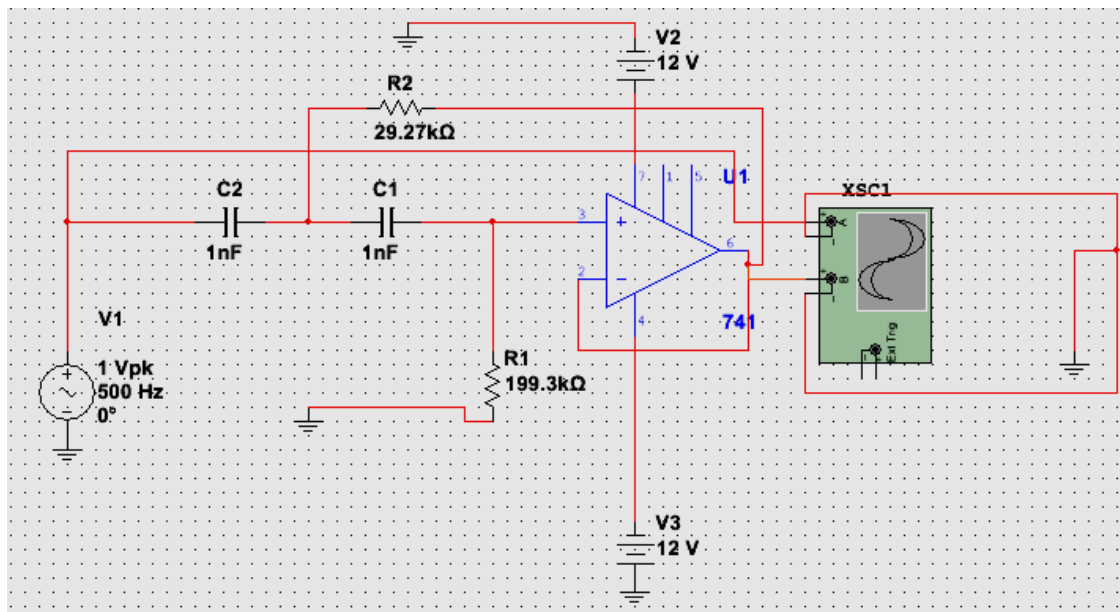 V2
12 V
R2
29.27kΩ
C2
1nF
C1
1nF
7
1
5
U1
XSC1
3
+
6
2
−
4
741
A
B
Ext Trig
V1
1 Vpk
500 Hz
0°
R1
199.3kΩ
V3
12 V